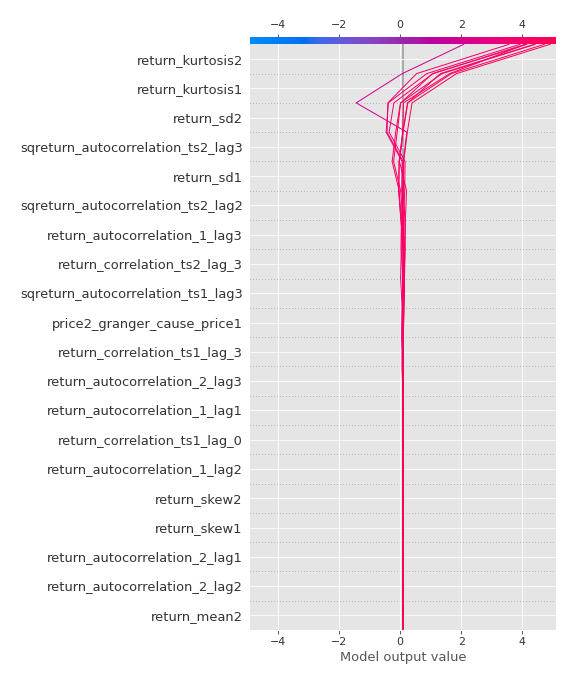 −4 −2 0 2 4
return_kurtosis2
return_kurtosis1
return_sd2
sqreturn_autocorrelation_ts2_lag3
return_sd1
sqreturn_autocorrelation_ts2_lag2
return_autocorrelation_1_lag3
return_correlation_ts2_lag_3
sqreturn_autocorrelation_ts1_lag3
price2_granger_cause_price1
return_correlation_ts1_lag_3
return_autocorrelation_2_lag3
return_autocorrelation_1_lag1
return_correlation_ts1_lag_0
return_autocorrelation_1_lag2
return_skew2
return_skew1
return_autocorrelation_2_lag1
return_autocorrelation_2_lag2
return_mean2
−4 −2 0 2 4
Model output value